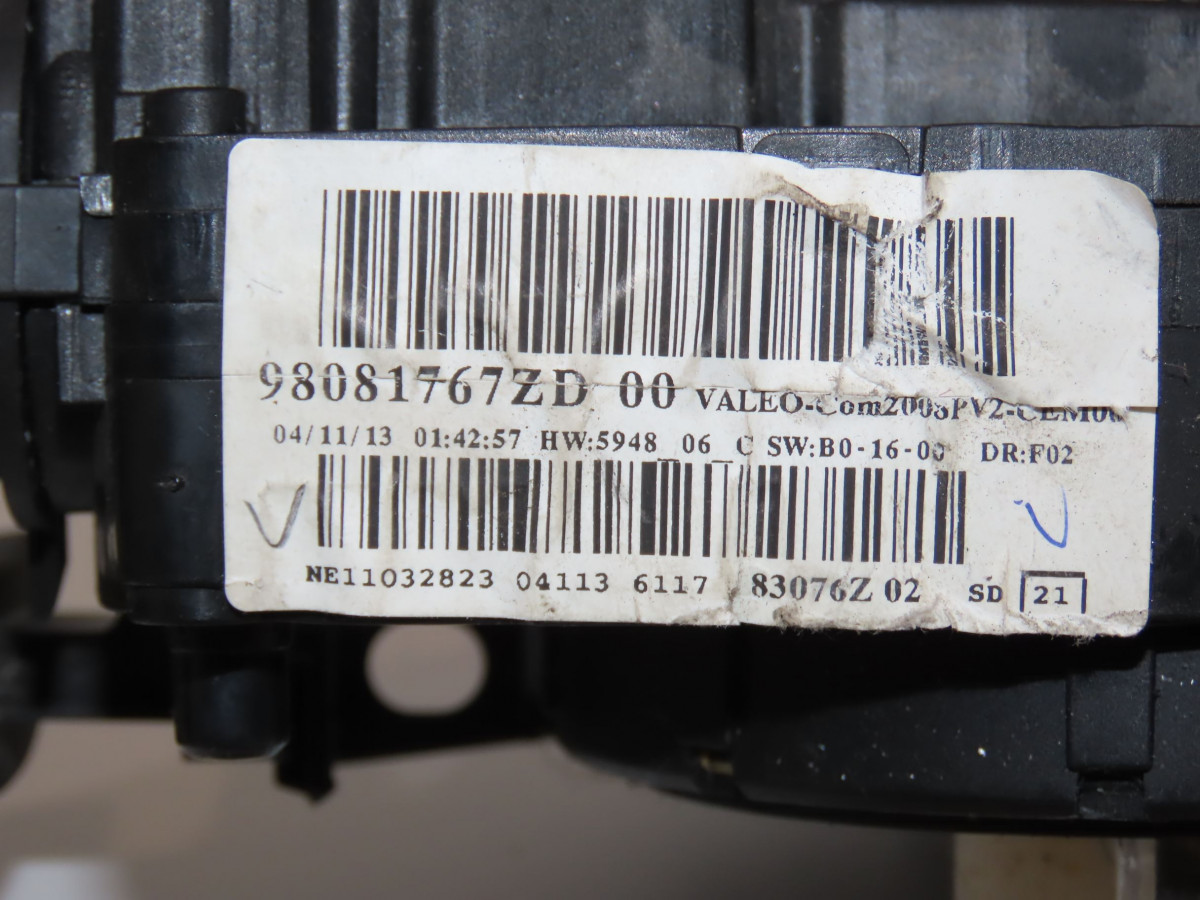 98081767ZD 00 VALEO-Com2008PV2-CEM00
04/11/13 01:42:57 HW:5948_06_C SW:B0-16-00 DR:F02
NE11032823 04113 6117 83076Z 02 SD 21